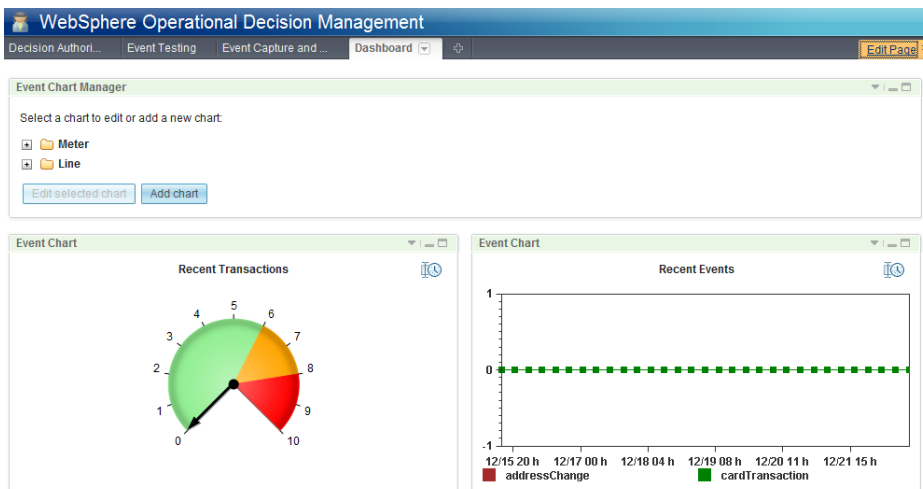 WebSphere Operational Decision Management
Decision Authori... Event Testing Event Capture and ... Dashboard Edit Page
Event Chart Manager
Select a chart to edit or add a new chart:
Meter
Line
Edit selected chart Add chart
Event Chart
Recent Transactions
0 1 2 3 4 5 6 7 8 9 10
Event Chart
Recent Events
1
0
-1
12/15 20 h 12/17 00 h 12/18 04 h 12/19 08 h 12/20 11 h 12/21 15 h
addressChange cardTransaction